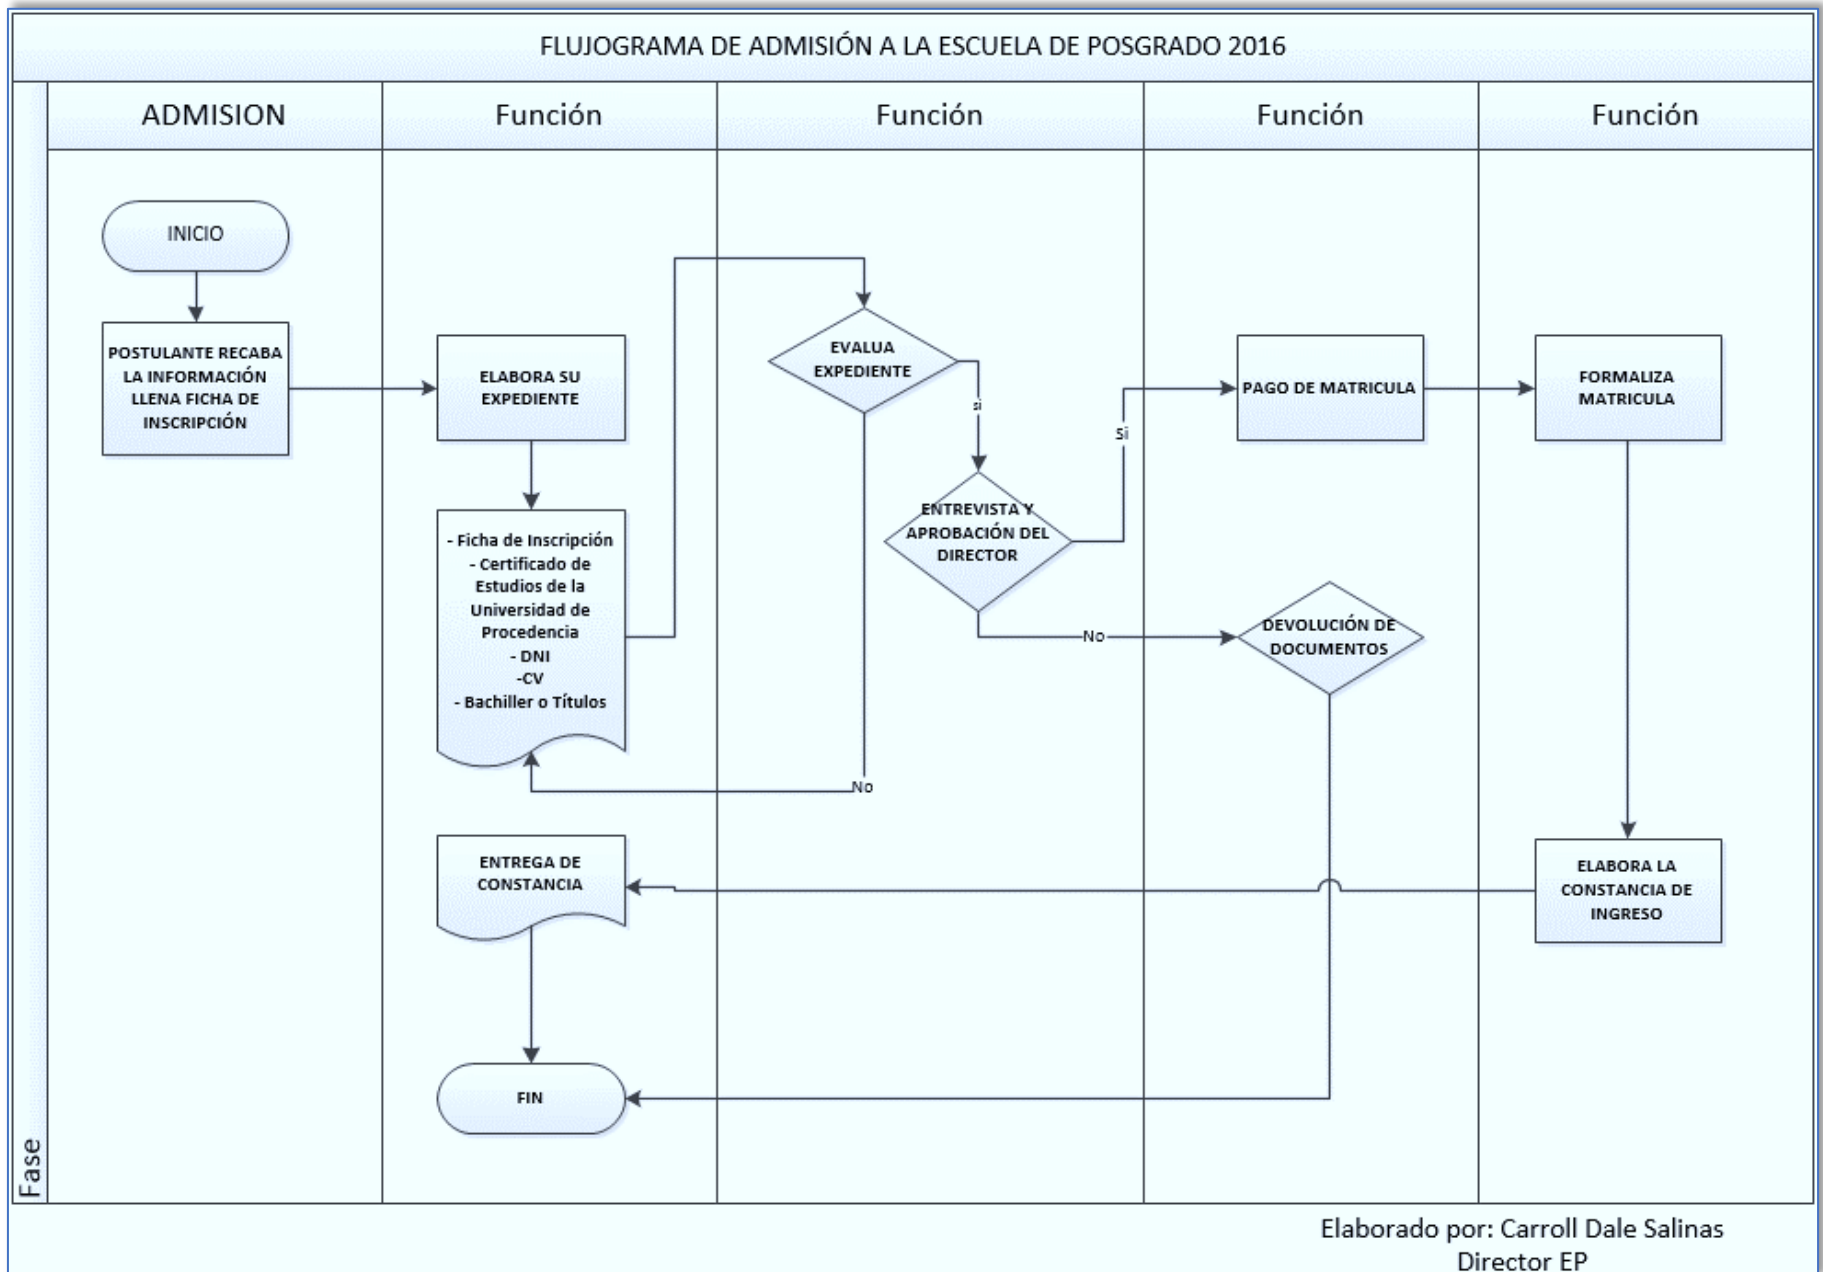 FLUJOGRAMA DE ADMISIÓN A LA ESCUELA DE POSGRADO 2016
ADMISION
Función
Función
Función
Función
Fase
INICIO
POSTULANTE RECABA
LA INFORMACIÓN
LLENA FICHA DE
INSCRIPCIÓN
ELABORA SU
EXPEDIENTE
- Ficha de Inscripción
- Certificado de
Estudios de la
Universidad de
Procedencia
- DNI
-CV
- Bachiller o Títulos
EVALUA
EXPEDIENTE
si
No
ENTREVISTA Y
APROBACIÓN DEL
DIRECTOR
Si
No
PAGO DE MATRICULA
DEVOLUCIÓN DE
DOCUMENTOS
FORMALIZA
MATRICULA
ELABORA LA
CONSTANCIA DE
INGRESO
ENTREGA DE
CONSTANCIA
FIN
Elaborado por: Carroll Dale Salinas
Director EP